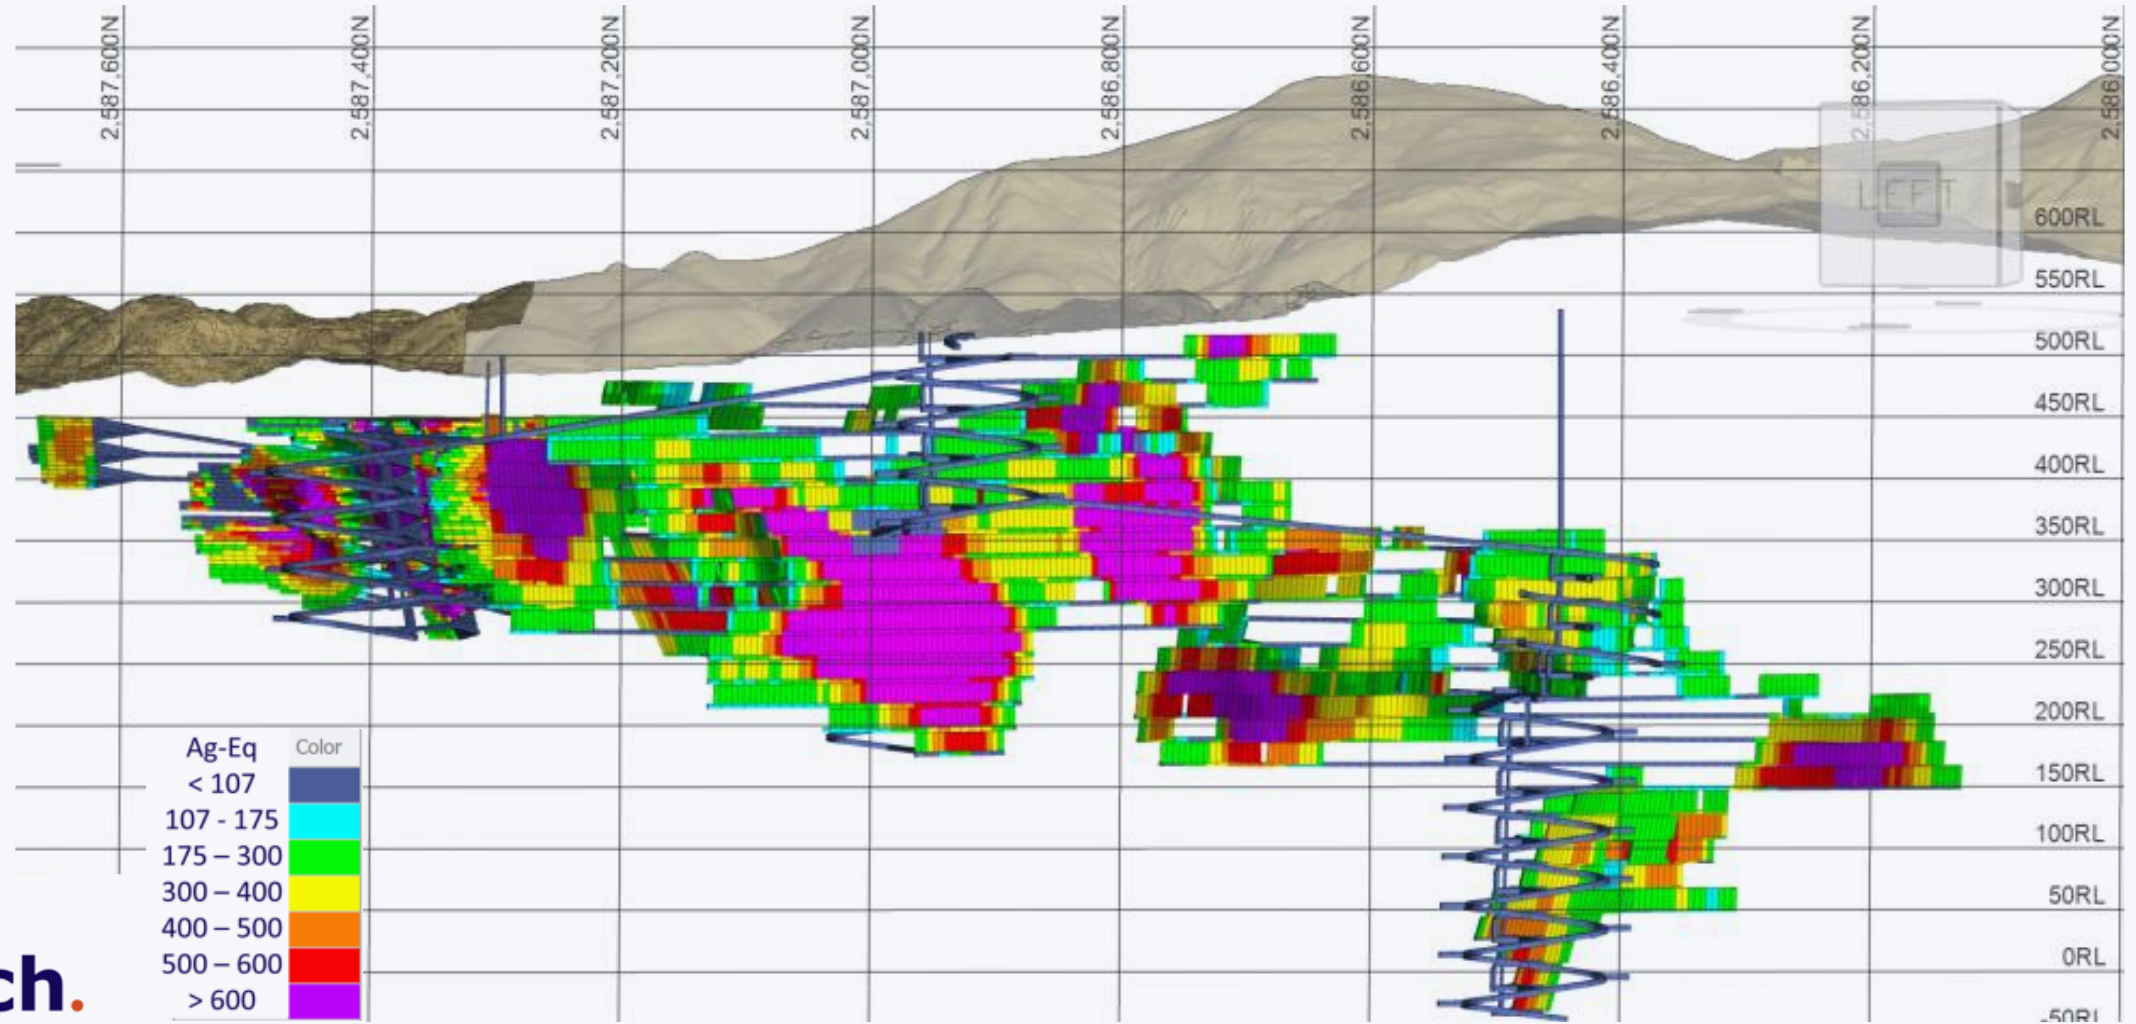 2,587,600N
2,587,400N
2,587,200N
2,587,000N
2,586,800N
2,586,600N
2,586,400N
2,586,200N
2,586,000N
LEFT
600RL
550RL
500RL
450RL
400RL
350RL
300RL
250RL
200RL
150RL
100RL
50RL
0RL
-50RL
Ag-Eq Color
< 107
107 - 175
175 – 300
300 – 400
400 – 500
500 – 600
> 600
ch.